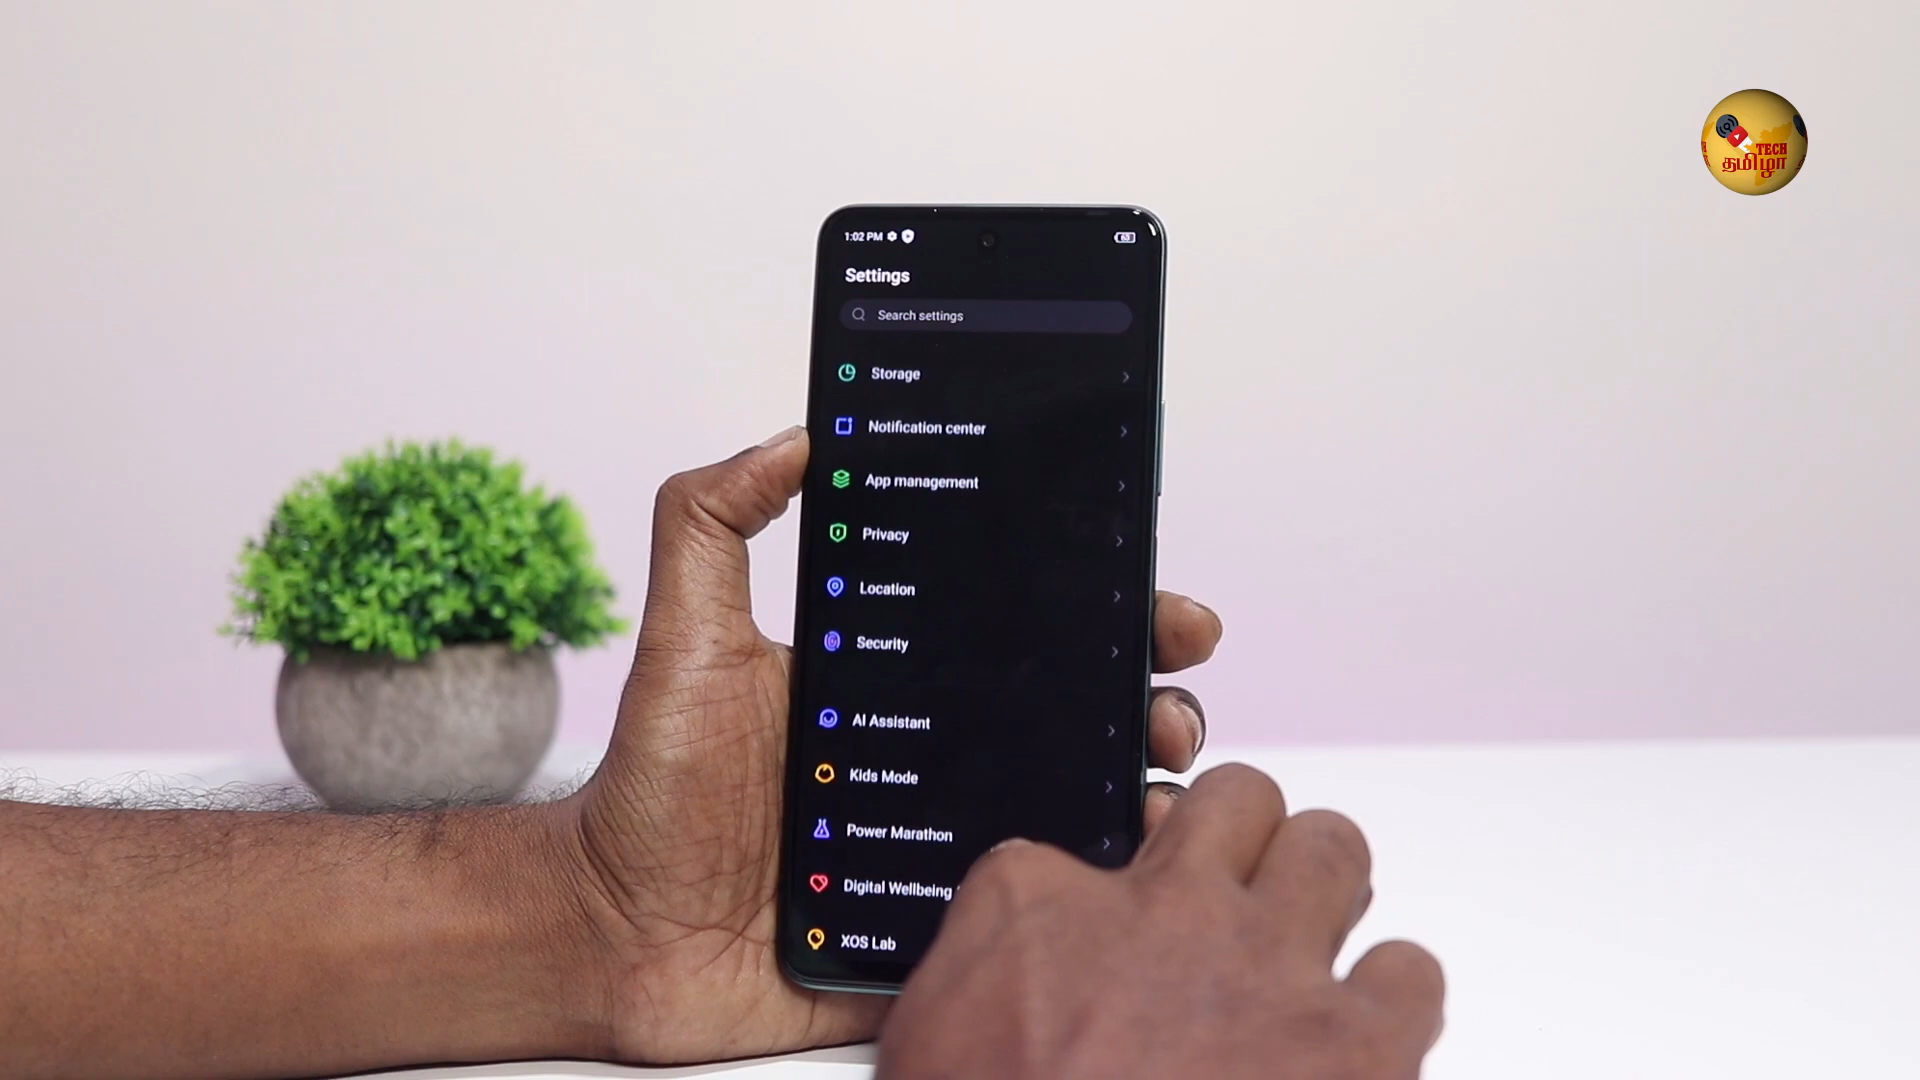 TECH
தமிழா
1:02 PM
63
Settings
Search settings
Storage
Notification center
App management
Privacy
Location
Security
AI Assistant
Kids Mode
Power Marathon
Digital Wellbeing
XOS Lab